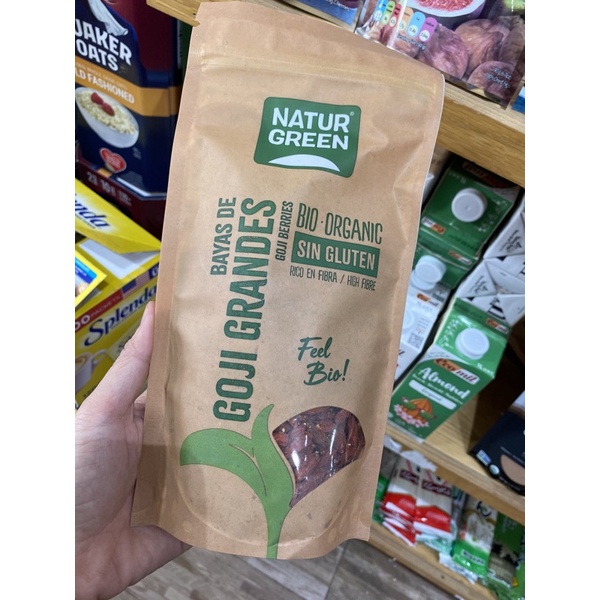 NATUR®
GREEN
BAYAS DE
GOJI GRANDES
GOJI BERRIES
BIO · ORGANIC
SIN GLUTEN
RICO EN FIBRA / HIGH FIBRE
Feel
Bio!
QUAKER
OATS
OLD FASHIONED
Splenda
Ecomil
Almond